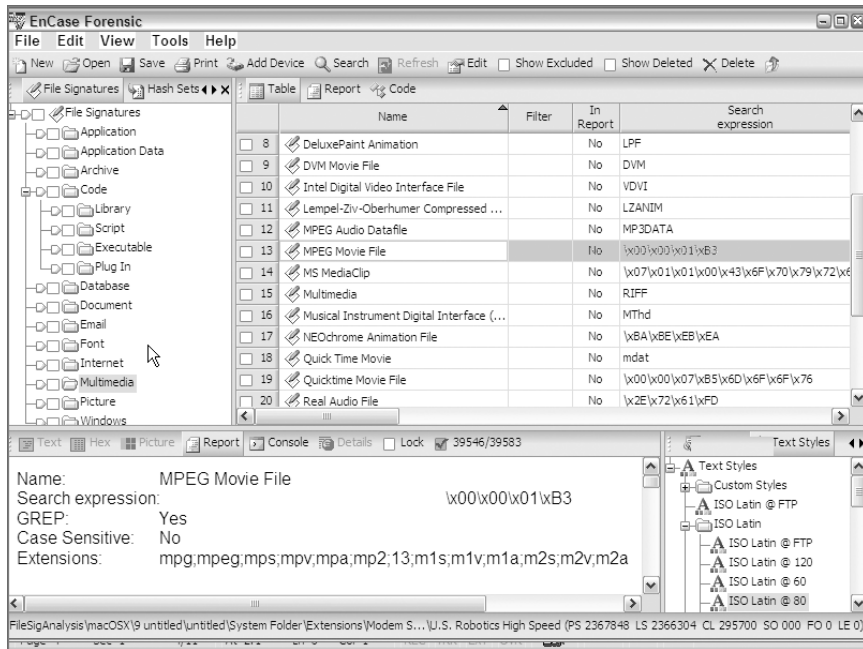 EnCase Forensic
File Edit View Tools Help
New Open Save Print Add Device Search Refresh Edit Show Excluded Show Deleted Delete
File Signatures Hash Sets
Table Report Code
File Signatures
Application
Application Data
Archive
Code
Library
Script
Executable
Plug In
Database
Document
Email
Font
Internet
Multimedia
Picture
Windows
Name Filter In Report Search expression
8 DeluxePaint Animation No LPF
9 DVM Movie File No DVM
10 Intel Digital Video Interface File No VDVI
11 Lempel-Ziv-Oberhumer Compressed ... No LZANIM
12 MPEG Audio Datafile No MP3DATA
13 MPEG Movie File No \x00\x00\x01\xB3
14 MS MediaClip No \x07\x01\x01\x00\x43\x6F\x70\x79\x72\x6
15 Multimedia No RIFF
16 Musical Instrument Digital Interface (... No MThd
17 NEOchrome Animation File No \xBA\xBE\xEB\xEA
18 Quick Time Movie No mdat
19 Quicktime Movie File No \x00\x00\x07\xB5\x6D\x6F\x6F\x76
20 Real Audio File No \x2E\x72\x61\xFD
Text Hex Picture Report Console Details Lock 39546/39583
Name: MPEG Movie File
Search expression: \x00\x00\x01\xB3
GREP: Yes
Case Sensitive: No
Extensions: mpg;mpeg;mps;mpv;mpa;mp2;13;m1s;m1v;m1a;m2s;m2v;m2a
Text Styles
Text Styles
Custom Styles
ISO Latin @ FTP
ISO Latin
ISO Latin @ FTP
ISO Latin @ 120
ISO Latin @ 60
ISO Latin @ 80
FileSigAnalysis\macOSX\9 untitled\untitled\System Folder\Extensions\Modem S...\U.S. Robotics High Speed (PS 2367848 LS 2366304 CL 295700 SO 000 FO 0 LE 0)